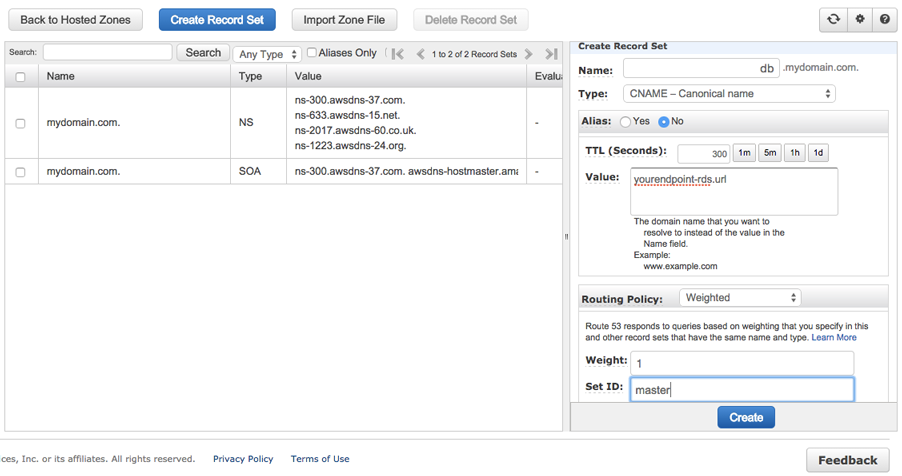 Back to Hosted Zones
Create Record Set
Import Zone File
Delete Record Set
Search:
Search
Any Type
Aliases Only
1 to 2 of 2 Record Sets
Name Type Value Evalua
mydomain.com. NS
ns-300.awsdns-37.com.
ns-633.awsdns-15.net.
ns-2017.awsdns-60.co.uk.
ns-1223.awsdns-24.org.
-
mydomain.com. SOA ns-300.awsdns-37.com. awsdns-hostmaster.ama -
Create Record Set
Name: db .mydomain.com.
Type: CNAME – Canonical name
Alias: Yes No
TTL (Seconds): 300 1m 5m 1h 1d
Value: yourendpoint-rds.url
The domain name that you want to
resolve to instead of the value in the
Name field.
Example:
www.example.com
Routing Policy: Weighted
Route 53 responds to queries based on weighting that you specify in this
and other record sets that have the same name and type. Learn More
Weight: 1
Set ID: master
Create
ces, Inc. or its affiliates. All rights reserved. Privacy Policy Terms of Use
Feedback